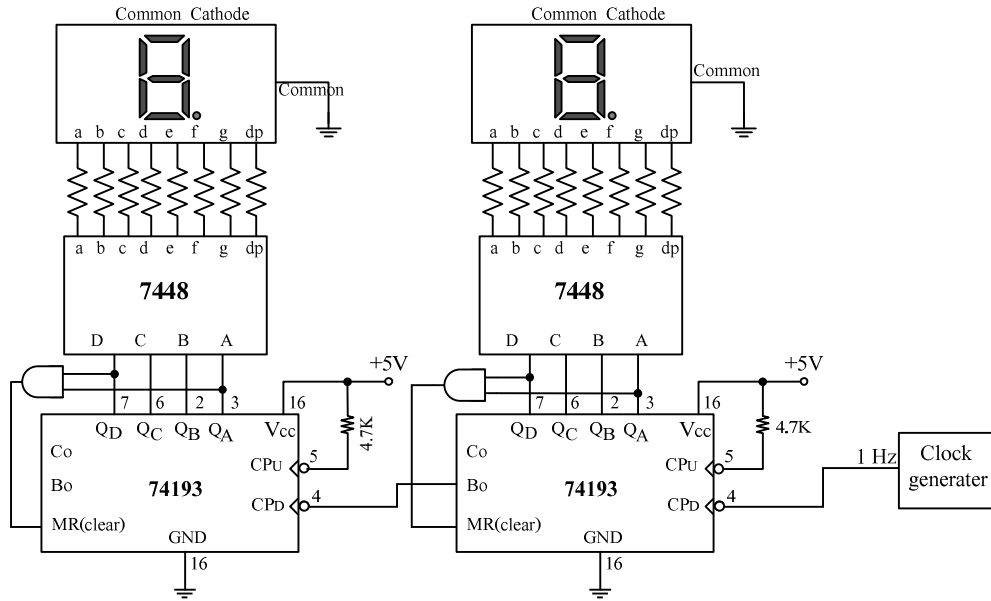 Common Cathode
Common
a b c d e f g dp
a b c d e f g dp
7448
D C B A
+5V
7 6 2 3 16
QD QC QB QA Vcc
4.7K
Co
CPU 5
Bo
74193
CPD 4
MR(clear)
GND
16
Common Cathode
Common
a b c d e f g dp
a b c d e f g dp
7448
D C B A
+5V
7 6 2 3 16
QD QC QB QA Vcc
4.7K
Co
CPU 5
Bo
74193
CPD 4
MR(clear)
GND
16
1 Hz
Clock
generater